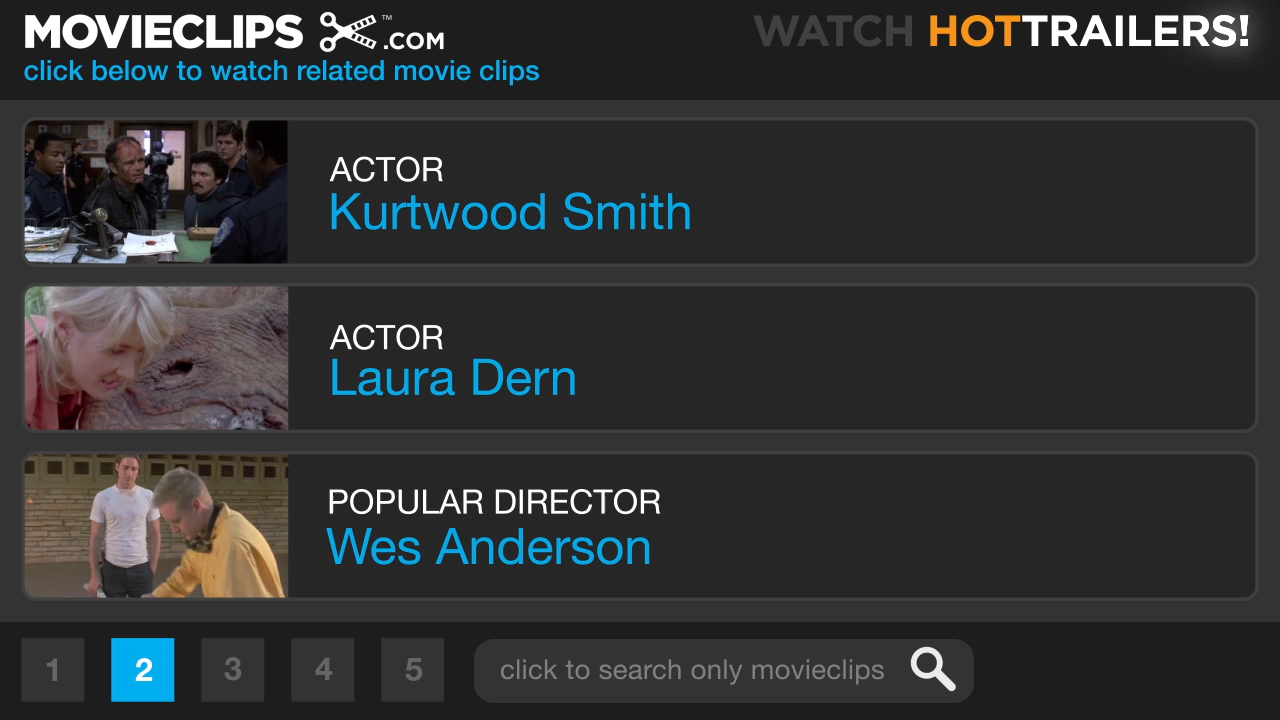 MOVIECLIPS ™ .COM
WATCH HOTTRAILERS!
click below to watch related movie clips
ACTOR
Kurtwood Smith
ACTOR
Laura Dern
POPULAR DIRECTOR
Wes Anderson
1 2 3 4 5 click to search only movieclips